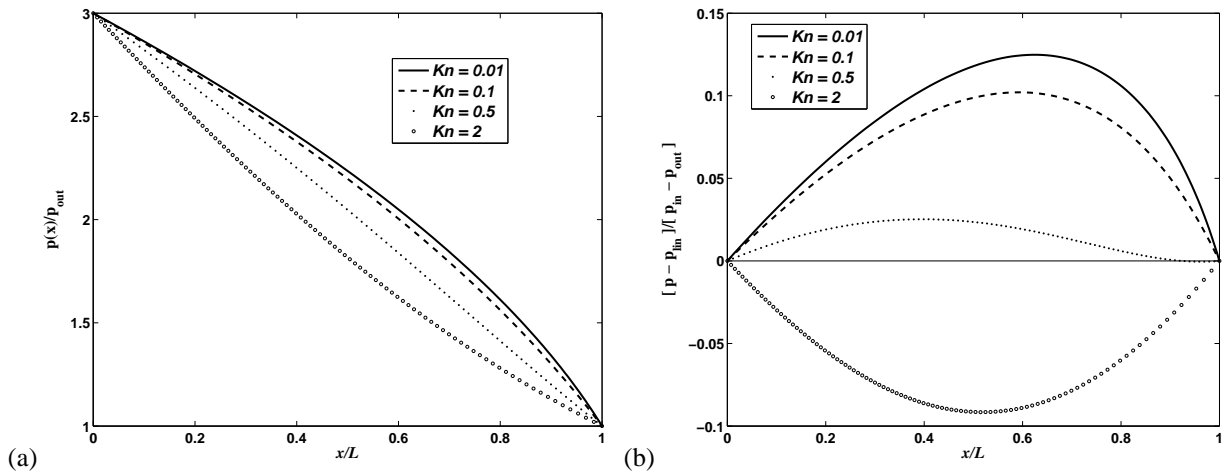 3
2.5
2
1.5
1
0
0.2
0.4
0.6
0.8
1
p(x)/p_out
x/L
Kn = 0.01
Kn = 0.1
Kn = 0.5
Kn = 2
(a)
0.15
0.1
0.05
0
−0.05
−0.1
0
0.2
0.4
0.6
0.8
1
[ p − p_lin ]/[ p_in − p_out ]
x/L
Kn = 0.01
Kn = 0.1
Kn = 0.5
Kn = 2
(b)